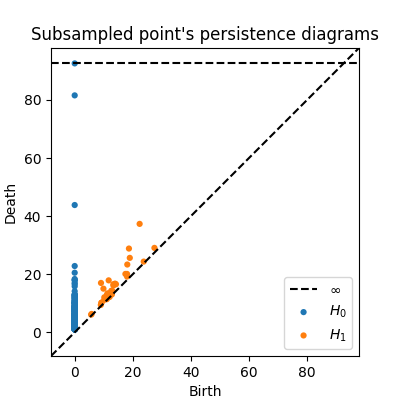 Subsampled point's persistence diagrams
Death
80
60
40
20
0
0 20 40 60 80
Birth
∞
H₀
H₁